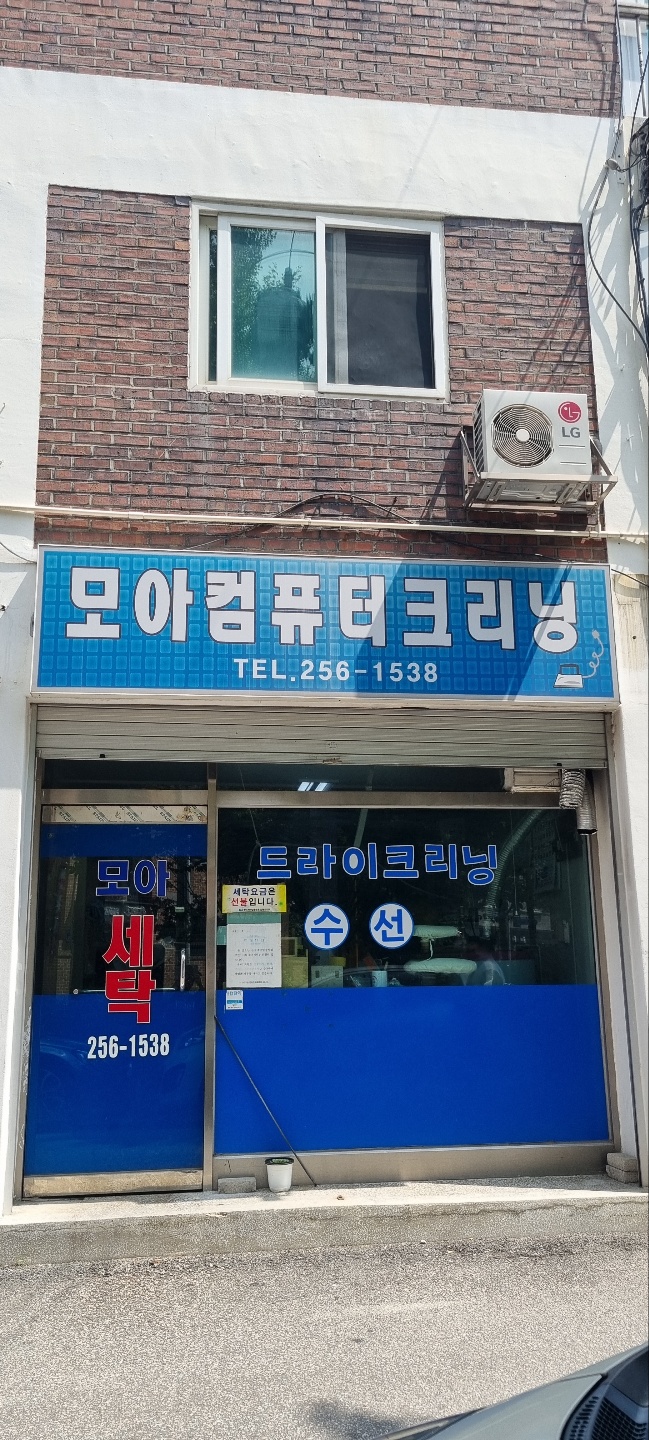 LG
모아컴퓨터크리닝
TEL.256-1538
드라이크리닝
모아
세탁
256-1538
세탁요금은
선불입니다.
수선